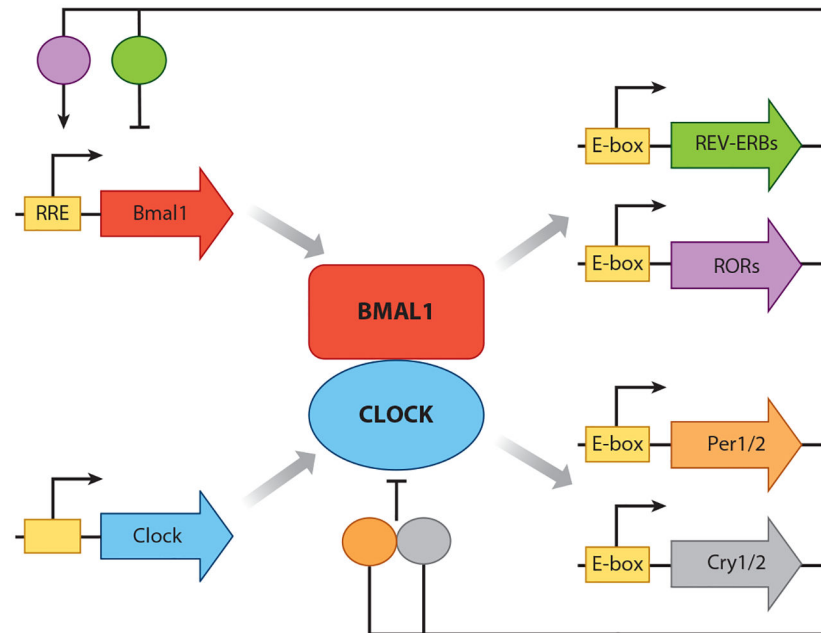 E-box
REV-ERBs
RRE
Bmal1
E-box
RORs
BMAL1
CLOCK
E-box
Per1/2
Clock
E-box
Cry1/2